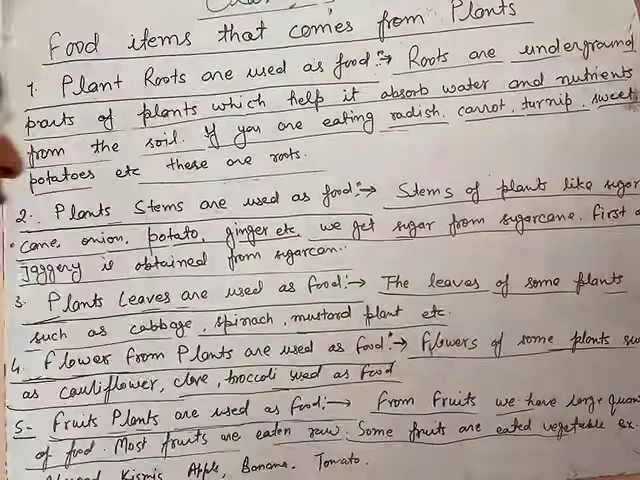 Food items that comes from Plants
1. Plant Roots are used as food :→ Roots are underground
parts of plants which help it absorb water and nutrients
from the soil. If you are eating radish, carrot, turnip, sweet
potatoes etc these are roots.
2. Plants Stems are used as food :→ Stems of plants like sugar
cane, onion, potato, ginger etc. we get sugar from sugarcane. First
Jaggery is obtained from sugarcan..
3. Plants leaves are used as food :→ The leaves of some plants
such as cabbage, spinach, mustard plant etc.
4. Flower from Plants are used as food :→ Flowers of some plants su
as cauliflower, clove, broccoli used as food
5- Fruits Plants are used as food :→ From fruits we have large quan
of food. Most fruits are eaten raw. Some fruits are eated vegetable ex.
Kismis Apple, Banana. Tomato.